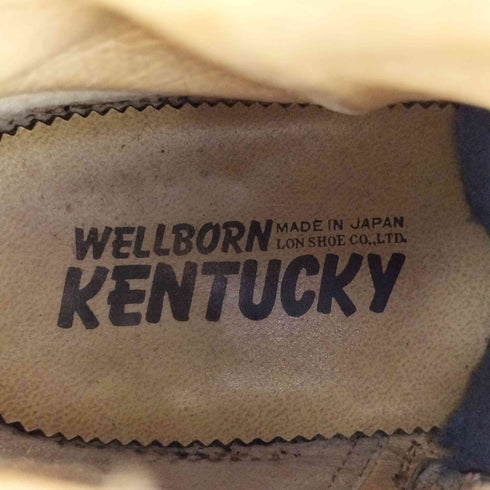 WELLBORN MADE IN JAPAN
LON SHOE CO.,LTD.
KENTUCKY